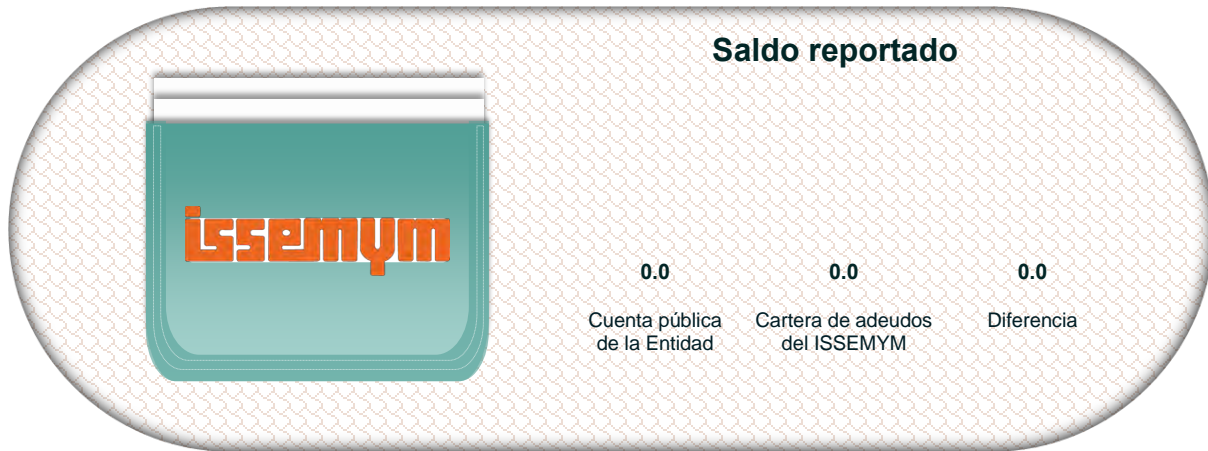 Saldo reportado
issemym
0.0
0.0
0.0
Cuenta pública
de la Entidad
Cartera de adeudos
del ISSEMYM
Diferencia